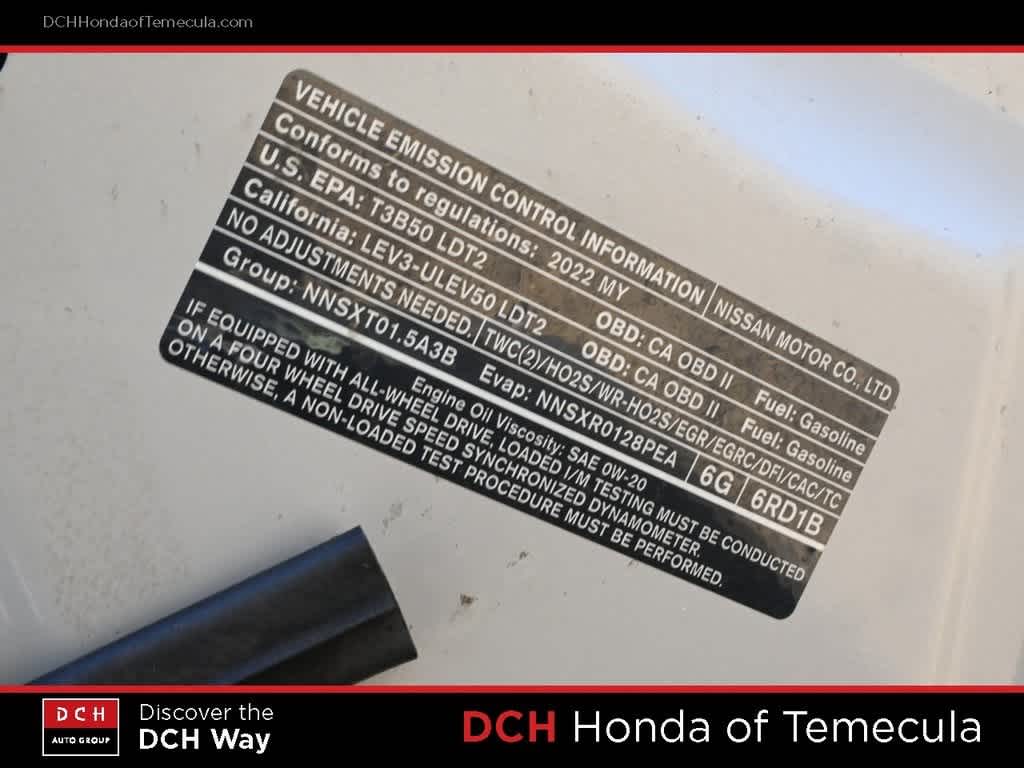 DCHHondaofTemecula.com
VEHICLE EMISSION CONTROL INFORMATION NISSAN MOTOR CO., LTD
Conforms to regulations: 2022 MY
U.S. EPA: T3B50 LDT2 OBD: CA OBD II Fuel: Gasoline
California: LEV3-ULEV50 LDT2 OBD: CA OBD II Fuel: Gasoline
NO ADJUSTMENTS NEEDED. TWC(2)/HO2S/WR-HO2S/EGR/EGRC/DFI/CAC/TC
Group: NNSXT01.5A3B Evap: NNSXR0128PEA 6G 6RD1B
Engine Oil Viscosity: SAE 0W-20
IF EQUIPPED WITH ALL-WHEEL DRIVE, LOADED I/M TESTING MUST BE CONDUCTED
ON A FOUR WHEEL DRIVE SPEED SYNCHRONIZED DYNAMOMETER.
OTHERWISE, A NON-LOADED TEST PROCEDURE MUST BE PERFORMED.
DCH
AUTO GROUP
Discover the
DCH Way
DCH Honda of Temecula